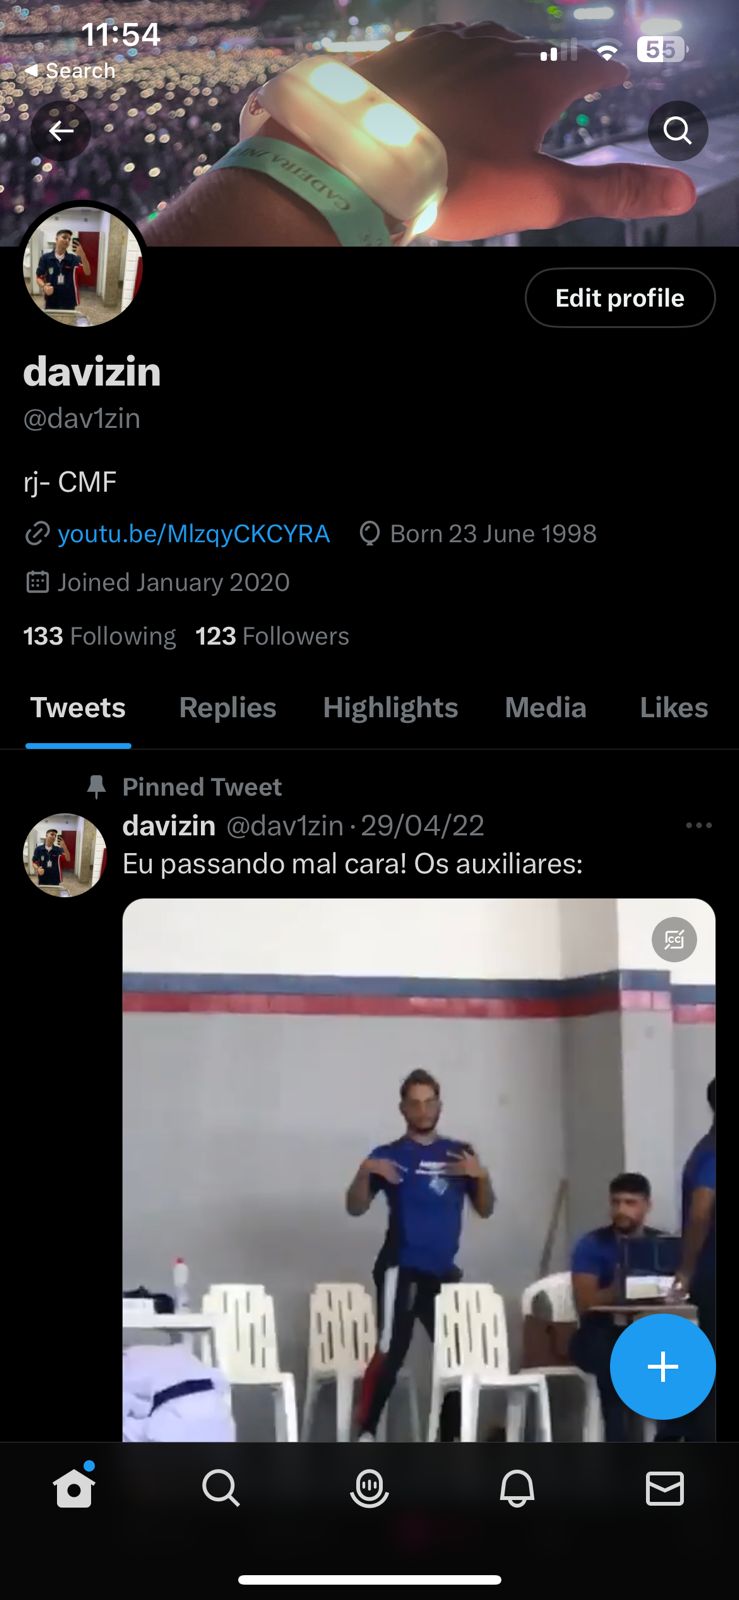 11:54
55
◀ Search
CADEIRA
Edit profile
davizin
@dav1zin
rj- CMF
youtu.be/MlzqyCKCYRA Born 23 June 1998
Joined January 2020
133 Following 123 Followers
Tweets Replies Highlights Media Likes
Pinned Tweet
davizin @dav1zin · 29/04/22
Eu passando mal cara! Os auxiliares:
CC